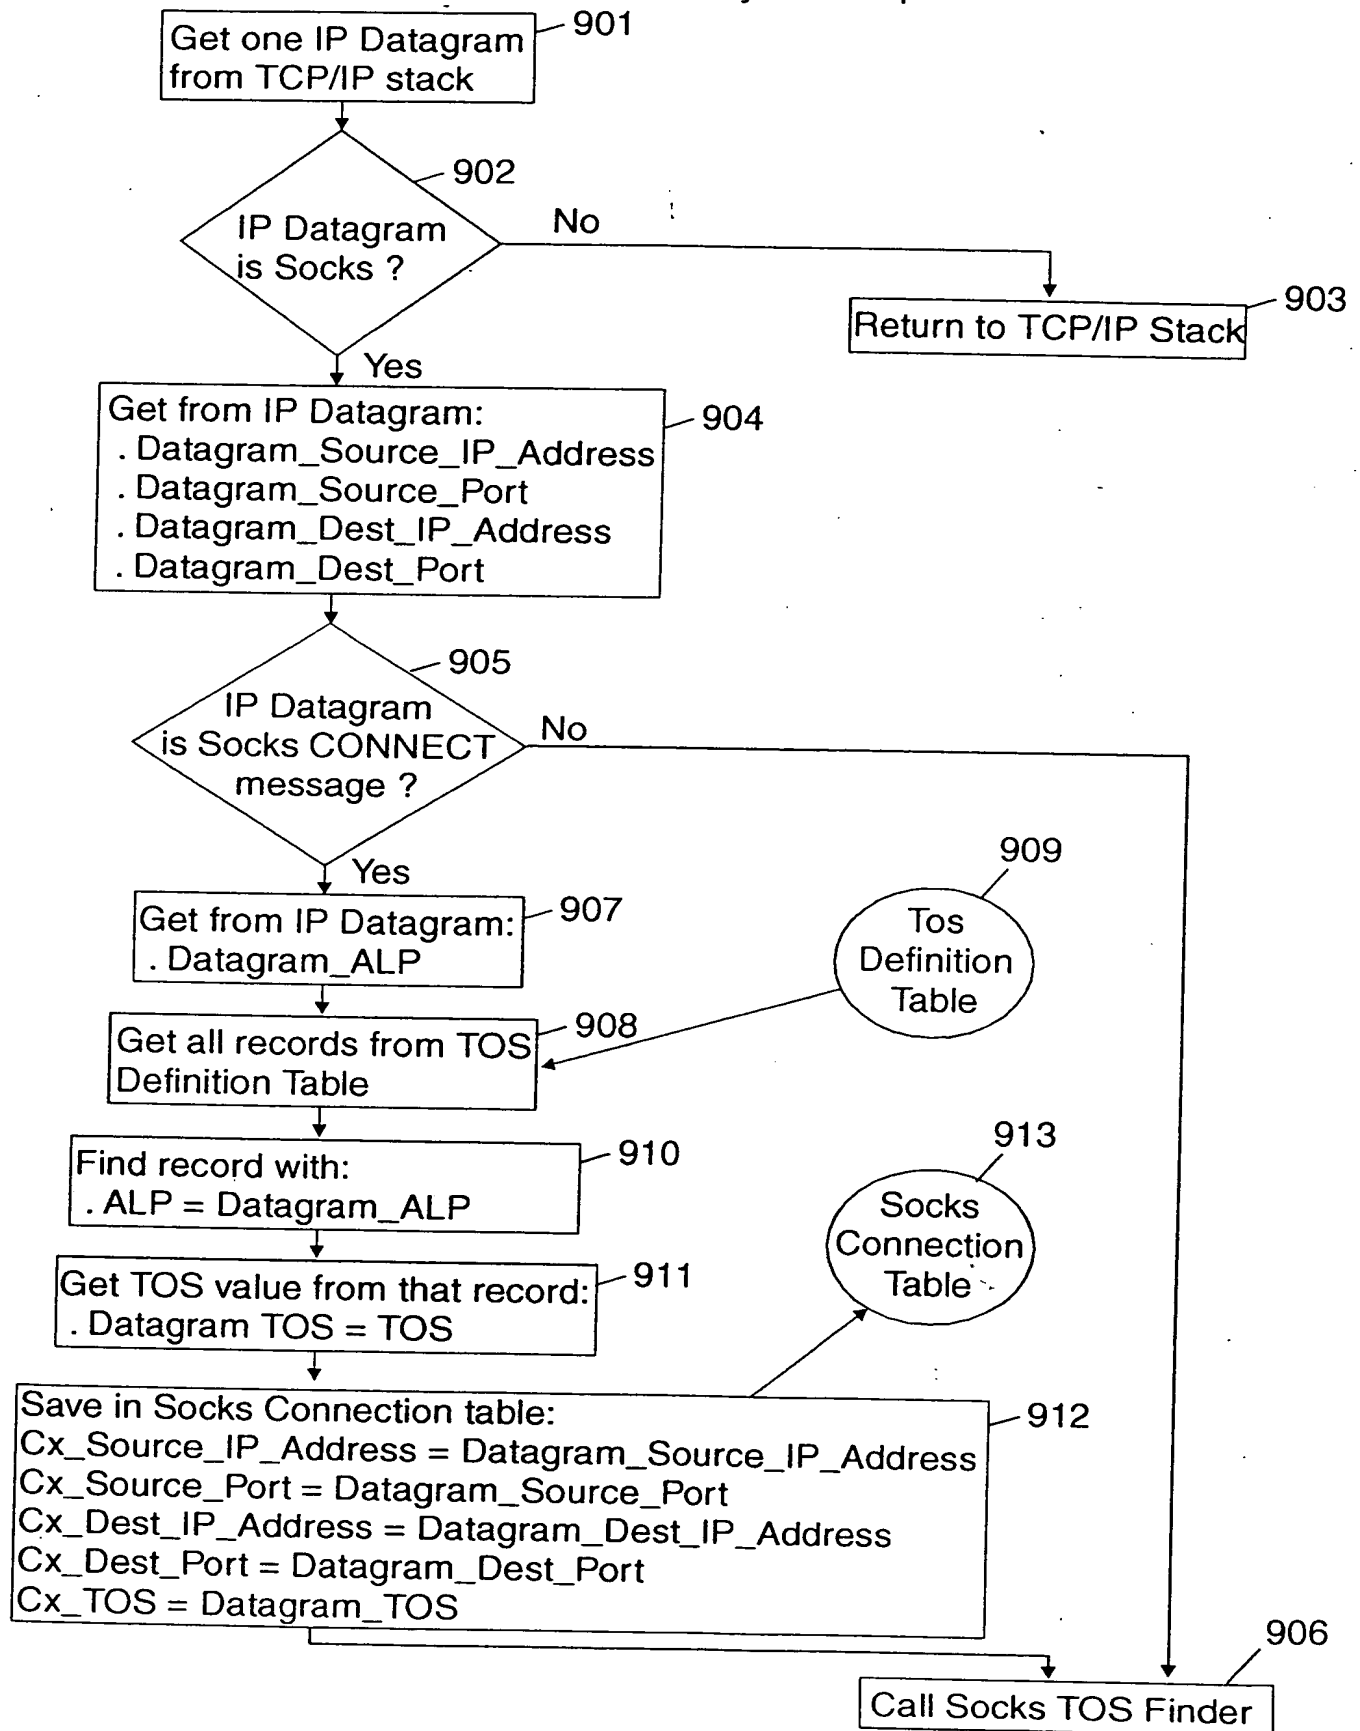 Get one IP Datagram
from TCP/IP stack
901
902
IP Datagram
is Socks ?
No
903
Return to TCP/IP Stack
Yes
Get from IP Datagram:
. Datagram_Source_IP_Address
. Datagram_Source_Port
. Datagram_Dest_IP_Address
. Datagram_Dest_Port
904
905
IP Datagram
is Socks CONNECT
message ?
No
Yes
Get from IP Datagram:
. Datagram_ALP
907
909
Tos
Definition
Table
Get all records from TOS
Definition Table
908
Find record with:
. ALP = Datagram_ALP
910
913
Socks
Connection
Table
Get TOS value from that record:
. Datagram TOS = TOS
911
Save in Socks Connection table:
Cx_Source_IP_Address = Datagram_Source_IP_Address
Cx_Source_Port = Datagram_Source_Port
Cx_Dest_IP_Address = Datagram_Dest_IP_Address
Cx_Dest_Port = Datagram_Dest_Port
Cx_TOS = Datagram_TOS
912
906
Call Socks TOS Finder